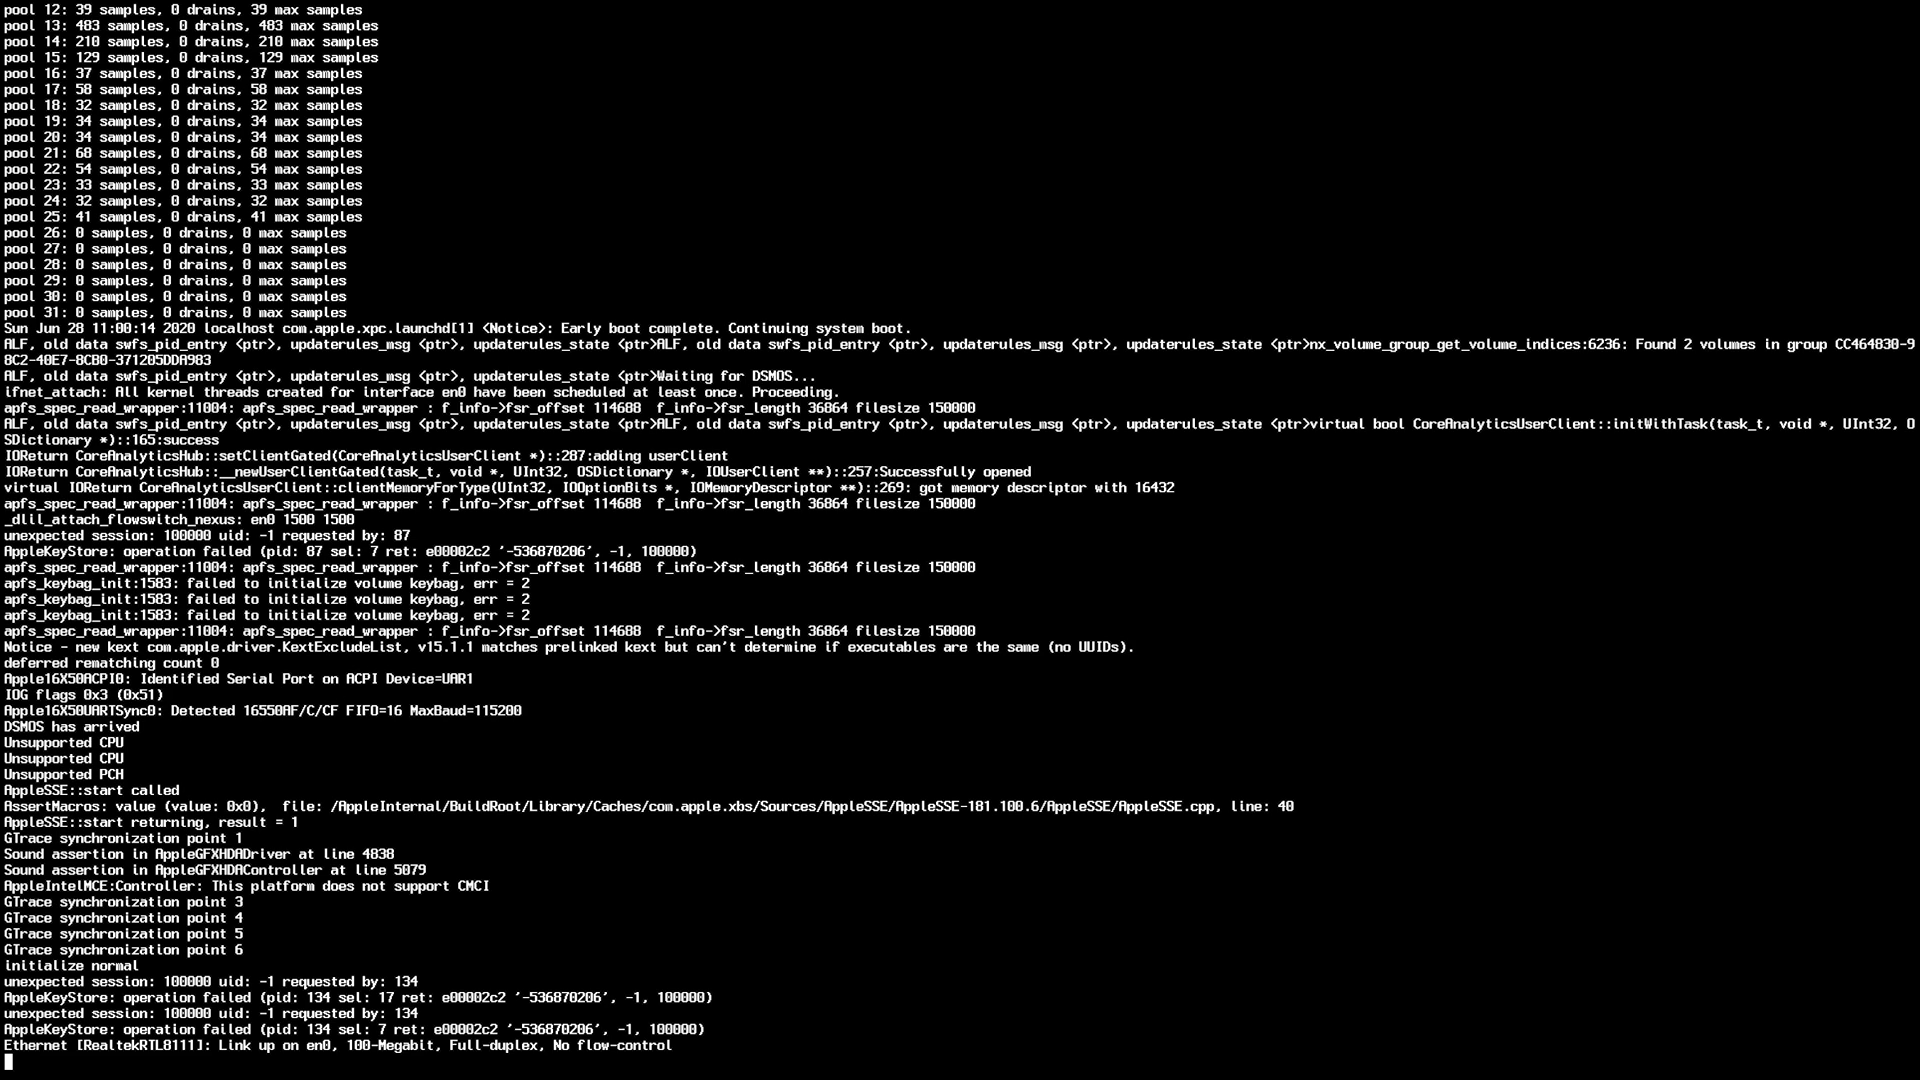 pool 12: 39 samples, 0 drains, 39 max samples
pool 13: 483 samples, 0 drains, 483 max samples
pool 14: 210 samples, 0 drains, 210 max samples
pool 15: 129 samples, 0 drains, 129 max samples
pool 16: 37 samples, 0 drains, 37 max samples
pool 17: 58 samples, 0 drains, 58 max samples
pool 18: 32 samples, 0 drains, 32 max samples
pool 19: 34 samples, 0 drains, 34 max samples
pool 20: 34 samples, 0 drains, 34 max samples
pool 21: 68 samples, 0 drains, 68 max samples
pool 22: 54 samples, 0 drains, 54 max samples
pool 23: 33 samples, 0 drains, 33 max samples
pool 24: 32 samples, 0 drains, 32 max samples
pool 25: 41 samples, 0 drains, 41 max samples
pool 26: 0 samples, 0 drains, 0 max samples
pool 27: 0 samples, 0 drains, 0 max samples
pool 28: 0 samples, 0 drains, 0 max samples
pool 29: 0 samples, 0 drains, 0 max samples
pool 30: 0 samples, 0 drains, 0 max samples
pool 31: 0 samples, 0 drains, 0 max samples
Sun Jun 28 11:00:14 2020 localhost com.apple.xpc.launchd[1] <Notice>: Early boot complete. Continuing system boot.
ALF, old data swfs_pid_entry <ptr>, updaterules_msg <ptr>, updaterules_state <ptr>ALF, old data swfs_pid_entry <ptr>, updaterules_msg <ptr>, updaterules_state <ptr>nx_volume_group_get_volume_indices:6236: Found 2 volumes in group CC464830-9
8C2-40E7-8CB0-371205DDA983
ALF, old data swfs_pid_entry <ptr>, updaterules_msg <ptr>, updaterules_state <ptr>Waiting for DSMOS...
ifnet_attach: All kernel threads created for interface en0 have been scheduled at least once. Proceeding.
apfs_spec_read_wrapper:11004: apfs_spec_read_wrapper : f_info->fsr_offset 114688  f_info->fsr_length 36864 filesize 150000
ALF, old data swfs_pid_entry <ptr>, updaterules_msg <ptr>, updaterules_state <ptr>ALF, old data swfs_pid_entry <ptr>, updaterules_msg <ptr>, updaterules_state <ptr>virtual bool CoreAnalyticsUserClient::initWithTask(task_t, void *, UInt32, O
SDictionary *)::165:success
IOReturn CoreAnalyticsHub::setClientGated(CoreAnalyticsUserClient *)::287:adding userClient
IOReturn CoreAnalyticsHub::__newUserClientGated(task_t, void *, UInt32, OSDictionary *, IOUserClient **)::257:Successfully opened
virtual IOReturn CoreAnalyticsUserClient::clientMemoryForType(UInt32, IOOptionBits *, IOMemoryDescriptor **)::269: got memory descriptor with 16432
apfs_spec_read_wrapper:11004: apfs_spec_read_wrapper : f_info->fsr_offset 114688  f_info->fsr_length 36864 filesize 150000
_dlil_attach_flowswitch_nexus: en0 1500 1500
unexpected session: 100000 uid: -1 requested by: 87
AppleKeyStore: operation failed (pid: 87 sel: 7 ret: e00002c2 '-536870206', -1, 100000)
apfs_spec_read_wrapper:11004: apfs_spec_read_wrapper : f_info->fsr_offset 114688  f_info->fsr_length 36864 filesize 150000
apfs_keybag_init:1583: failed to initialize volume keybag, err = 2
apfs_keybag_init:1583: failed to initialize volume keybag, err = 2
apfs_keybag_init:1583: failed to initialize volume keybag, err = 2
apfs_spec_read_wrapper:11004: apfs_spec_read_wrapper : f_info->fsr_offset 114688  f_info->fsr_length 36864 filesize 150000
Notice - new kext com.apple.driver.KextExcludeList, v15.1.1 matches prelinked kext but can't determine if executables are the same (no UUIDs).
deferred rematching count 0
Apple16X50ACPI0: Identified Serial Port on ACPI Device=UAR1
IOG flags 0x3 (0x51)
Apple16X50UARTSync0: Detected 16550AF/C/CF FIFO=16 MaxBaud=115200
DSMOS has arrived
Unsupported CPU
Unsupported CPU
Unsupported PCH
AppleSSE::start called
AssertMacros: value (value: 0x0),  file: /AppleInternal/BuildRoot/Library/Caches/com.apple.xbs/Sources/AppleSSE/AppleSSE-181.100.6/AppleSSE/AppleSSE.cpp, line: 40
AppleSSE::start returning, result = 1
GTrace synchronization point 1
Sound assertion in AppleGFXHDADriver at line 4838
Sound assertion in AppleGFXHDAController at line 5079
AppleIntelMCE:Controller: This platform does not support CMCI
GTrace synchronization point 3
GTrace synchronization point 4
GTrace synchronization point 5
GTrace synchronization point 6
initialize normal
unexpected session: 100000 uid: -1 requested by: 134
AppleKeyStore: operation failed (pid: 134 sel: 17 ret: e00002c2 '-536870206', -1, 100000)
unexpected session: 100000 uid: -1 requested by: 134
AppleKeyStore: operation failed (pid: 134 sel: 7 ret: e00002c2 '-536870206', -1, 100000)
Ethernet [RealtekRTL8111]: Link up on en0, 100-Megabit, Full-duplex, No flow-control